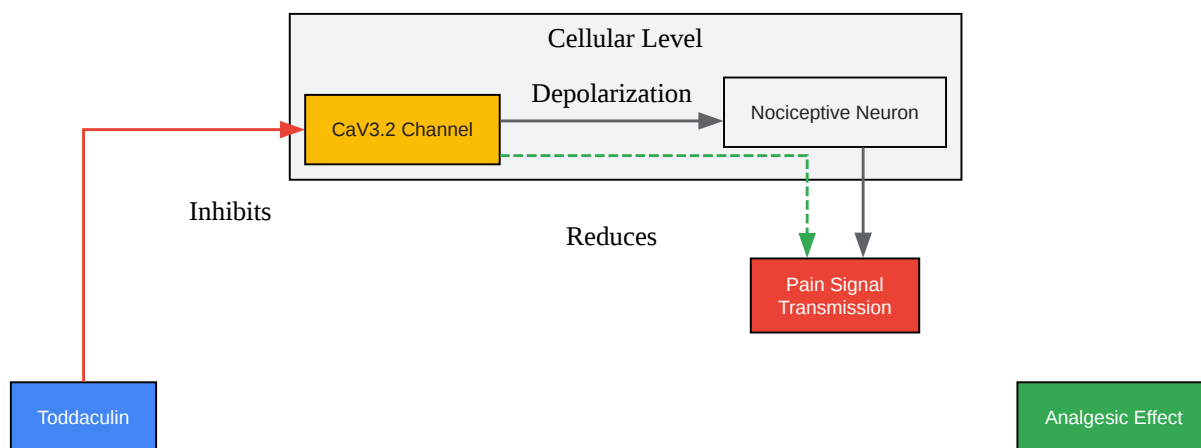 Cellular Level
Depolarization
CaV3.2 Channel
Nociceptive Neuron
Inhibits
Reduces
Pain Signal
Transmission
Toddaculin
Analgesic Effect